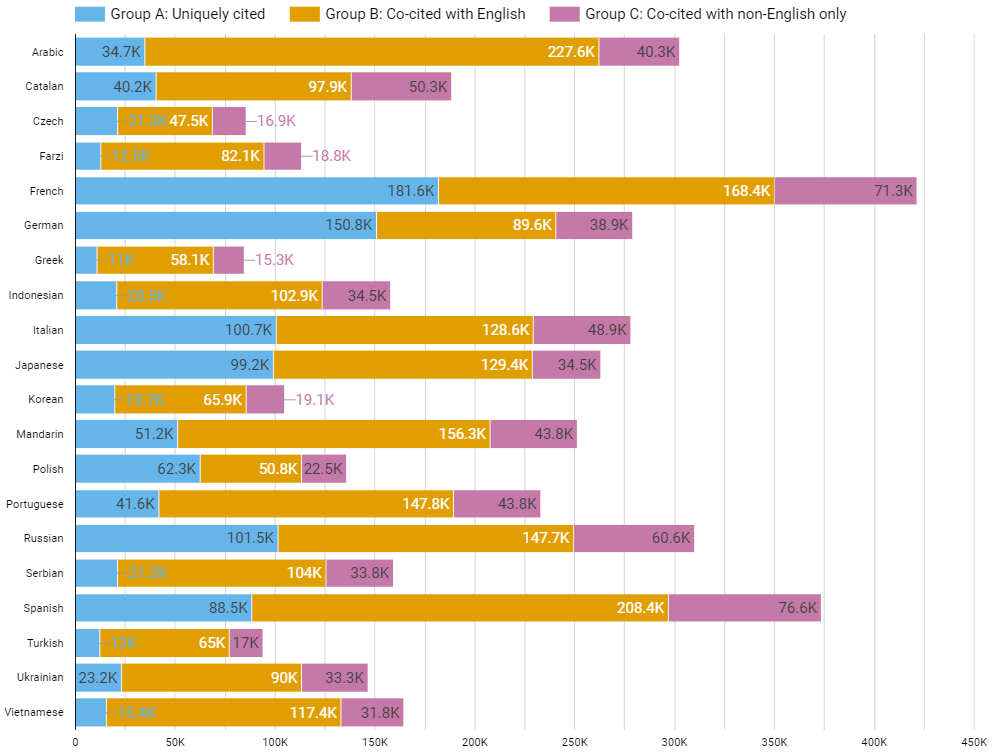 Group A: Uniquely cited Group B: Co-cited with English Group C: Co-cited with non-English only
Arabic 34.7K 227.6K 40.3K
Catalan 40.2K 97.9K 50.3K
Czech 21.3K 47.5K 16.9K
Farzi 12.5K 82.1K 18.8K
French 181.6K 168.4K 71.3K
German 150.8K 89.6K 38.9K
Greek 11K 58.1K 15.3K
Indonesian 20.5K 102.9K 34.5K
Italian 100.7K 128.6K 48.9K
Japanese 99.2K 129.4K 34.5K
Korean 19.7K 65.9K 19.1K
Mandarin 51.2K 156.3K 43.8K
Polish 62.3K 50.8K 22.5K
Portuguese 41.6K 147.8K 43.8K
Russian 101.5K 147.7K 60.6K
Serbian 21.2K 104K 33.8K
Spanish 88.5K 208.4K 76.6K
Turkish 12K 65K 17K
Ukrainian 23.2K 90K 33.3K
Vietnamese 15.4K 117.4K 31.8K
0 50K 100K 150K 200K 250K 300K 350K 400K 450K